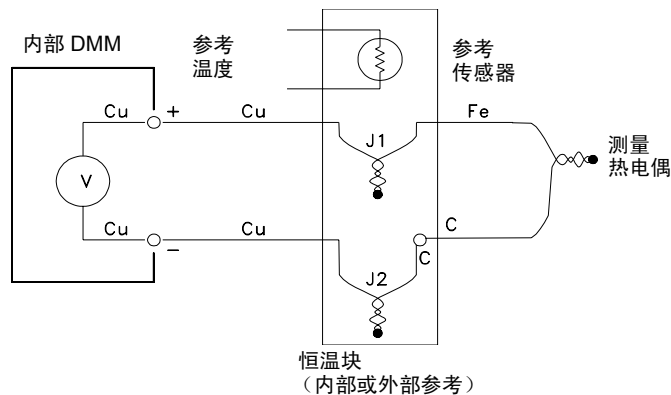 内部 DMM
参考
温度
参考
传感器
Cu
+
Cu
J1
Fe
测量
热电偶
V
Cu
−
Cu
J2
C
C
恒温块
（内部或外部参考）